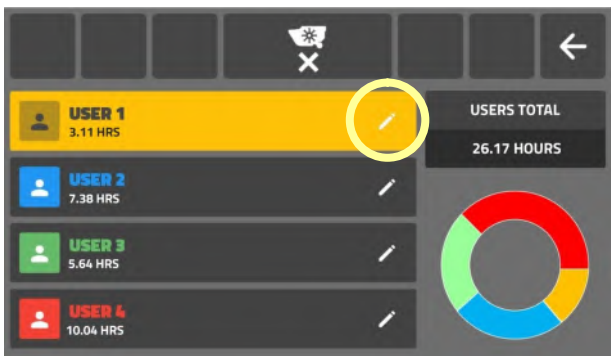 USER 1
3.11 HRS
USERS TOTAL
26.17 HOURS
USER 2
7.38 HRS
USER 3
5.64 HRS
USER 4
10.04 HRS